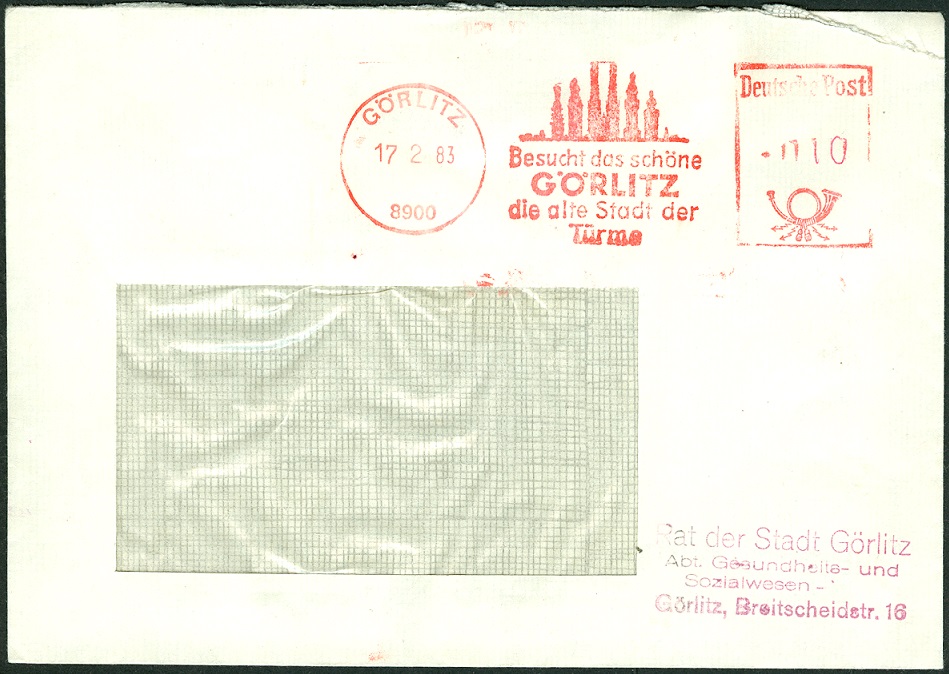 GÖRLITZ
17 2 83
8900
Besucht das schöne
GÖRLITZ
die alte Stadt der
Türme
Deutsche Post
10
Rat der Stadt Görlitz
Abt. Gesundheits- und
Sozialwesen -
Görlitz, Breitscheidstr. 16